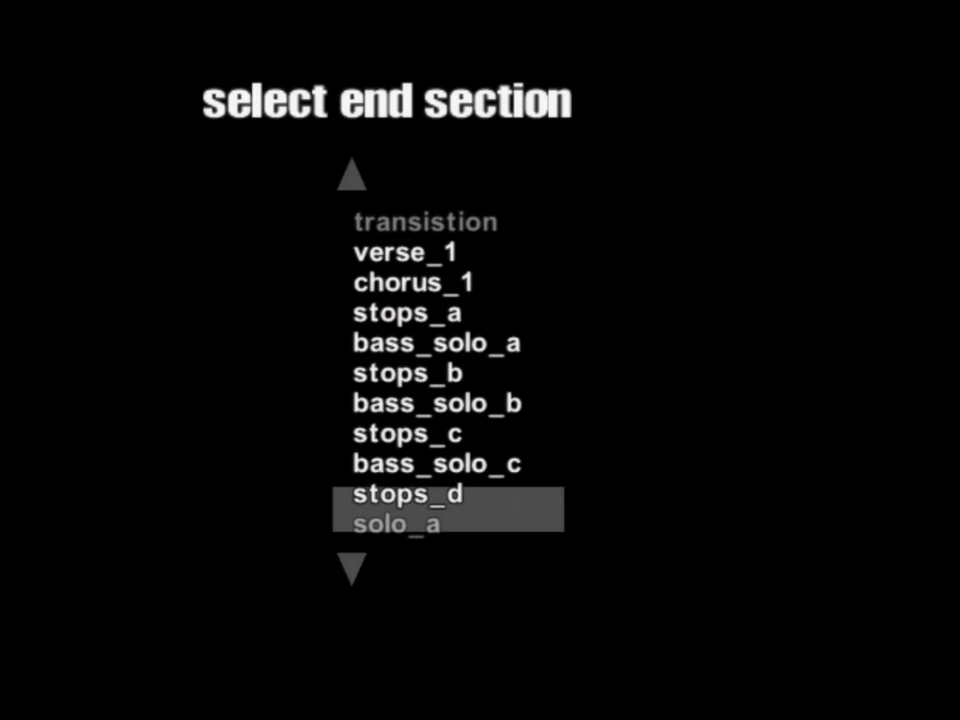 select end section
transistion
verse_1
chorus_1
stops_a
bass_solo_a
stops_b
bass_solo_b
stops_c
bass_solo_c
stops_d
solo_a